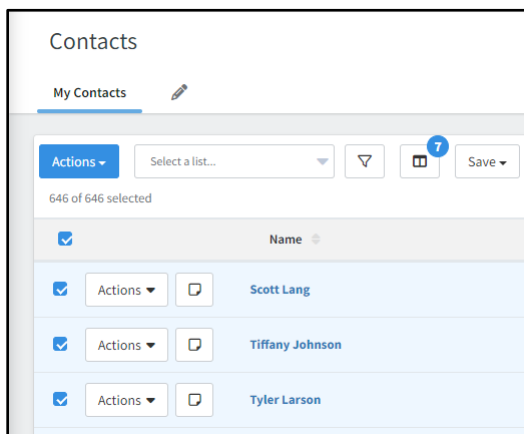 Contacts
My Contacts
Actions Select a list... 7 Save
646 of 646 selected
Name
Actions Scott Lang
Actions Tiffany Johnson
Actions Tyler Larson